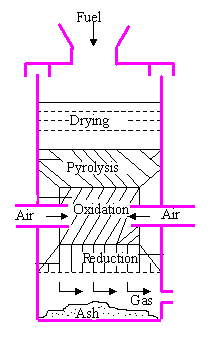 Fuel
Drying
Pyrolysis
Air Oxidation Air
Reduction
Gas
Ash